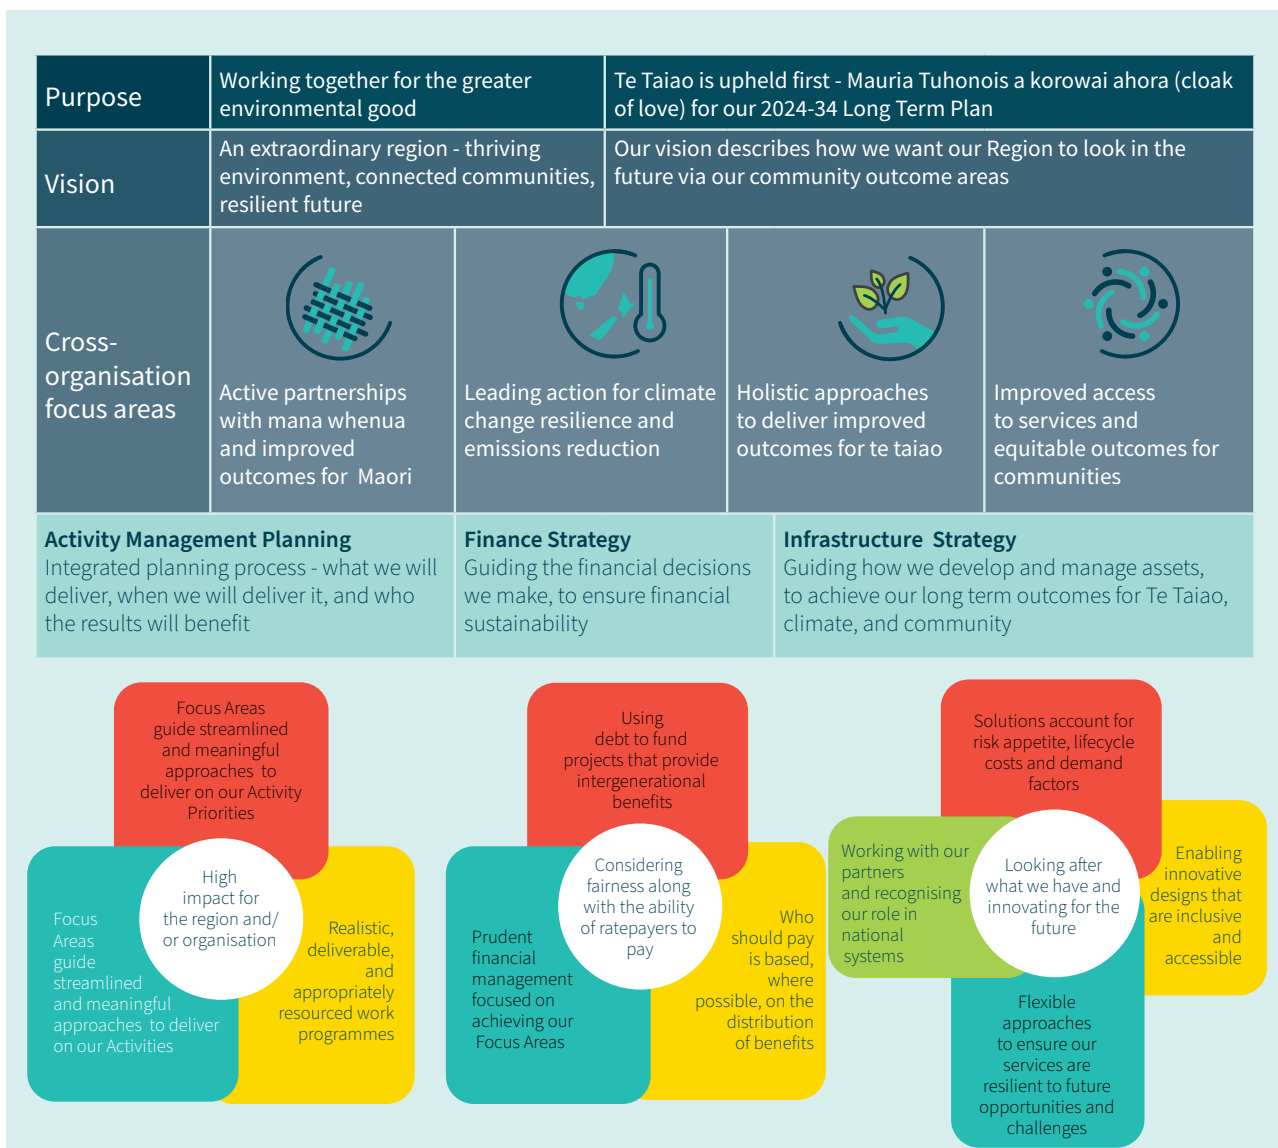 Purpose
Working together for the greater
environmental good
Te Taiao is upheld first - Mauria Tuhonois a korowai ahora (cloak
of love) for our 2024-34 Long Term Plan
Vision
An extraordinary region - thriving
environment, connected communities,
resilient future
Our vision describes how we want our Region to look in the
future via our community outcome areas
Cross-
organisation
focus areas
Active partnerships
with mana whenua
and improved
outcomes for Maori
Leading action for climate
change resilience and
emissions reduction
Holistic approaches
to deliver improved
outcomes for te taiao
Improved access
to services and
equitable outcomes for
communities
Activity Management Planning
Integrated planning process - what we will
deliver, when we will deliver it, and who
the results will benefit
Finance Strategy
Guiding the financial decisions
we make, to ensure financial
sustainability
Infrastructure Strategy
Guiding how we develop and manage assets,
to achieve our long term outcomes for Te Taiao,
climate, and community
Focus Areas
guide streamlined
and meaningful
approaches to
deliver on our Activity
Priorities
High
impact for
the region and/
or organisation
Focus
Areas
guide
streamlined
and meaningful
approaches to deliver
on our Activities
Realistic,
deliverable,
and
appropriately
resourced work
programmes
Using
debt to fund
projects that provide
intergenerational
benefits
Considering
fairness along
with the ability
of ratepayers to
pay
Prudent
financial
management
focused on
achieving our
Focus Areas
Who
should pay
is based,
where
possible, on the
distribution
of benefits
Solutions account for
risk appetite, lifecycle
costs and demand
factors
Working with our
partners
and recognising
our role in
national
systems
Looking after
what we have and
innovating for the
future
Enabling
innovative
designs that
are inclusive
and
accessible
Flexible
approaches
to ensure our
services are
resilient to future
opportunities and
challenges